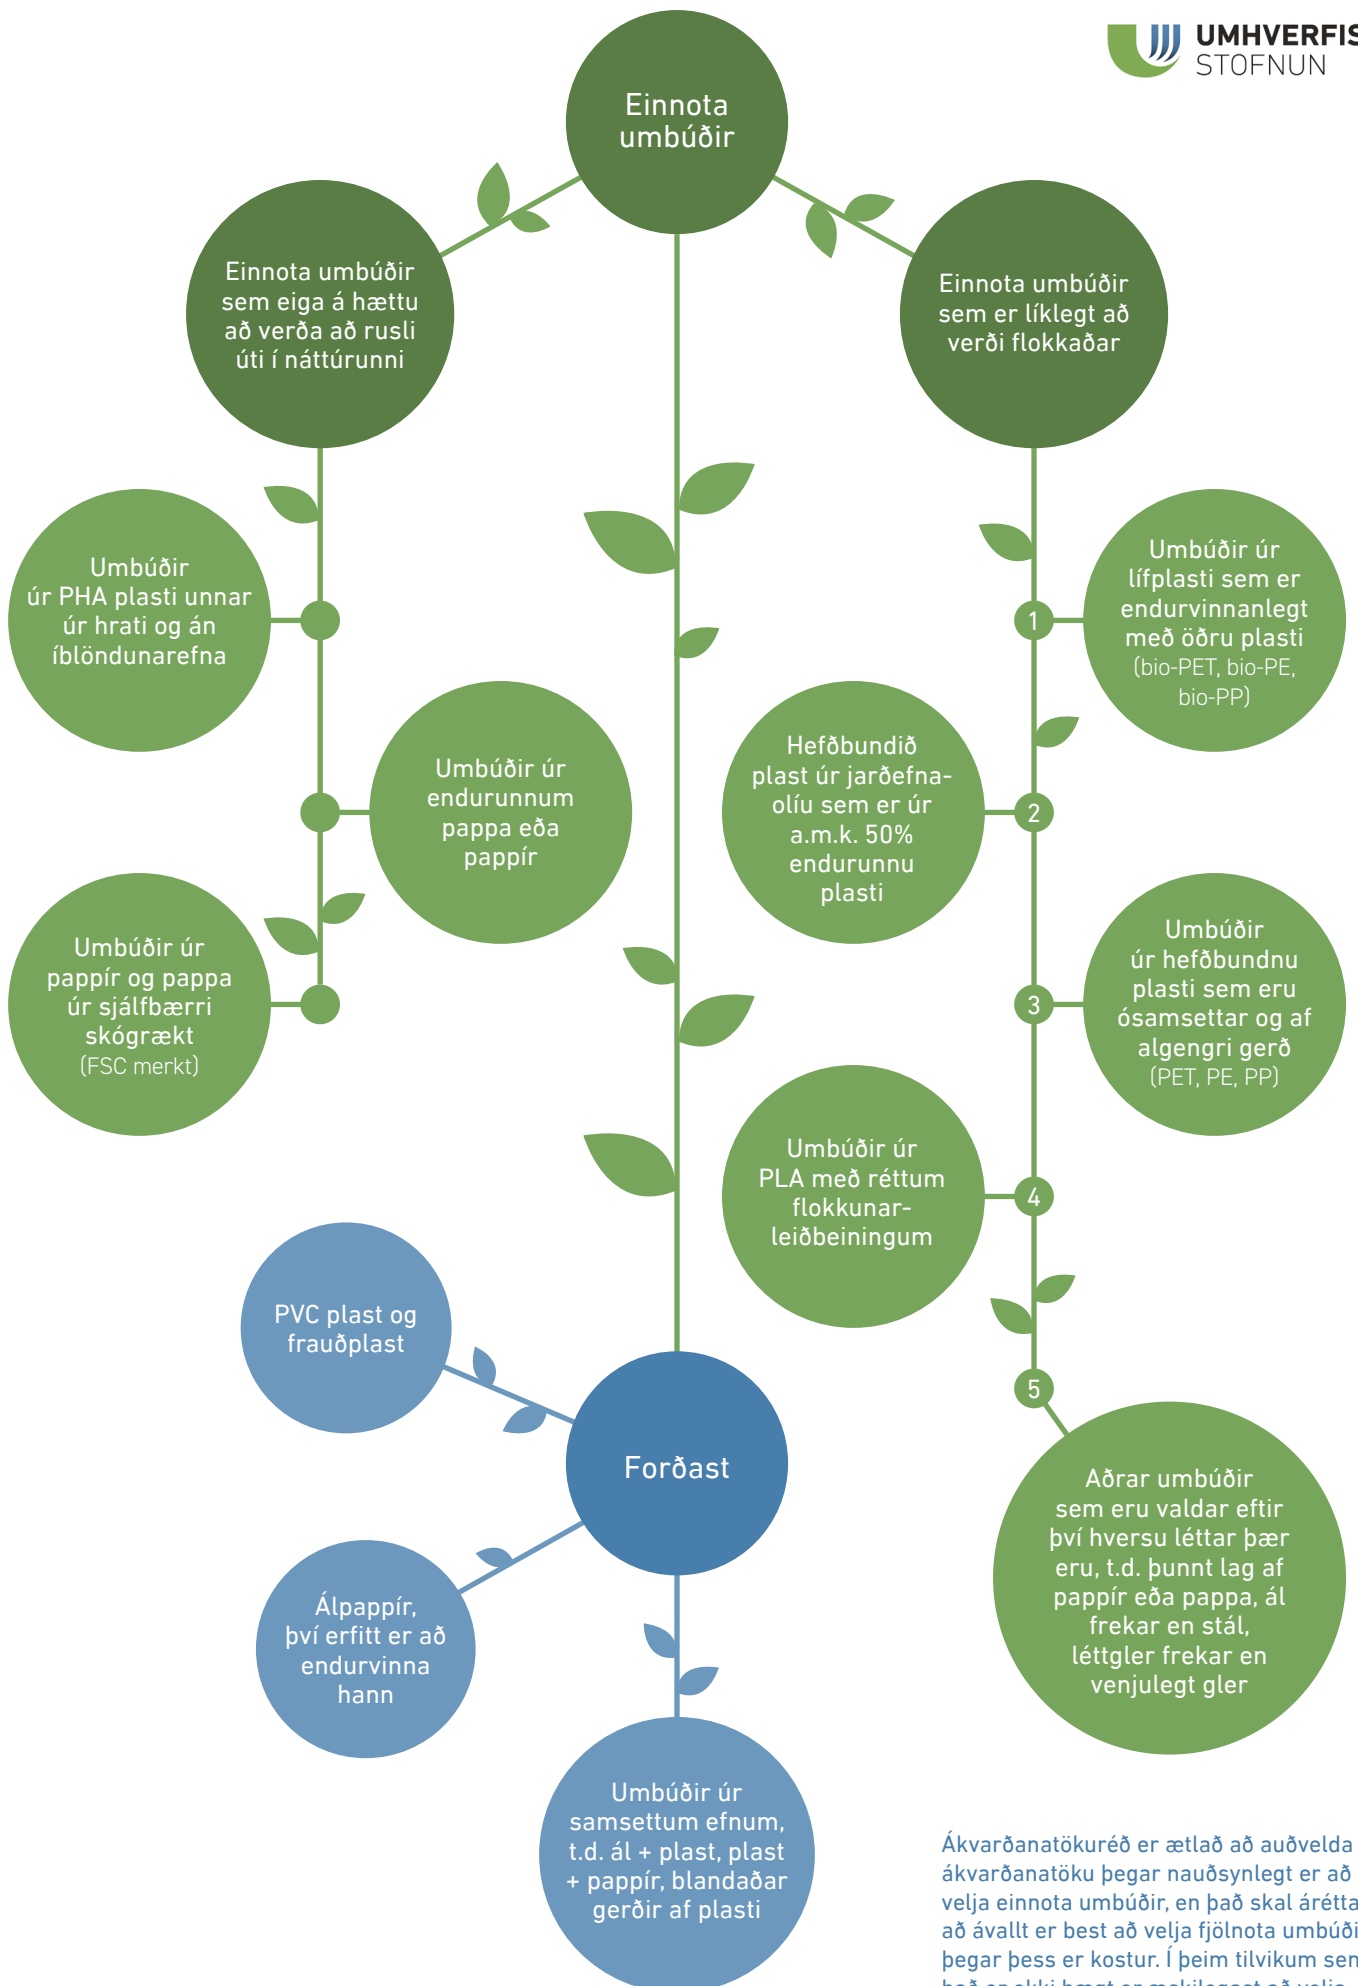 UMHVERFIS
STOFNUN
Einnota
umbúðir
Einnota umbúðir
sem eiga á hættu
að verða að rusli
úti í náttúrunni
Einnota umbúðir
sem er líklegt að
verði flokkaðar
Umbúðir
úr PHA plasti unnar
úr hrati og án
íblöndunarefna
Umbúðir úr
endurunnum
pappa eða
pappír
Umbúðir úr
pappír og pappa
úr sjálfbærri
skógrækt
(FSC merkt)
1
Umbúðir úr
lífplasti sem er
endurvinnanlegt
með öðru plasti
(bio-PET, bio-PE,
bio-PP)
2
Hefðbundið
plast úr jarðefna-
olíu sem er úr
a.m.k. 50%
endurunnu
plasti
3
Umbúðir
úr hefðbundnu
plasti sem eru
ósamsettar og af
algengri gerð
(PET, PE, PP)
4
Umbúðir úr
PLA með réttum
flokkunar-
leiðbeiningum
5
Aðrar umbúðir
sem eru valdar eftir
því hversu léttar þær
eru, t.d. þunnt lag af
pappír eða pappa, ál
frekar en stál,
léttgler frekar en
venjulegt gler
Forðast
PVC plast og
frauðplast
Álpappír,
því erfitt er að
endurvinna
hann
Umbúðir úr
samsettum efnum,
t.d. ál + plast, plast
+ pappír, blandaðar
gerðir af plasti
Ákvarðanatökuréð er ætlað að auðvelda
ákvarðanatöku þegar nauðsynlegt er að
velja einnota umbúðir, en það skal árétta
að ávallt er best að velja fjölnota umbúði
þegar þess er kostur. Í þeim tilvikum sem
það er ekki hægt er æskilegast að velja